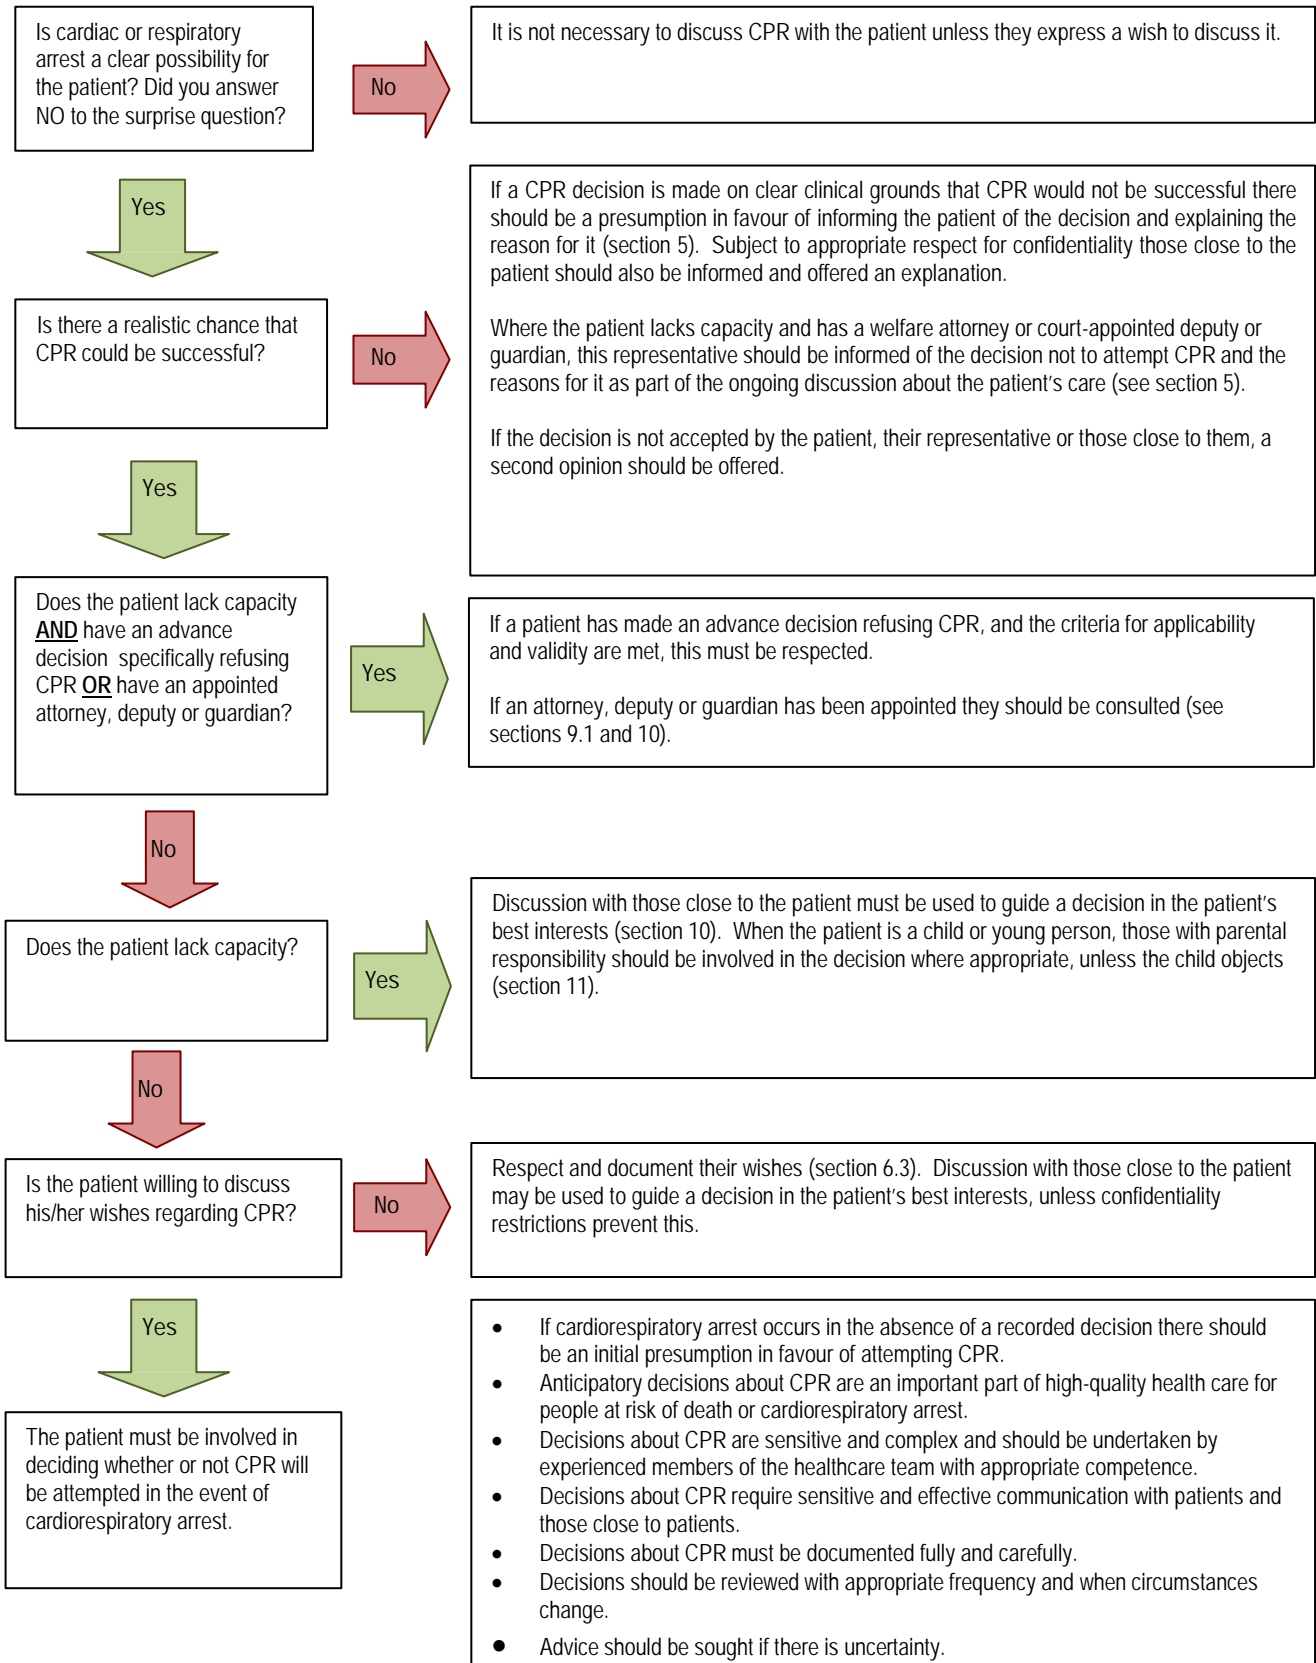 Is cardiac or respiratory
arrest a clear possibility for
the patient? Did you answer
NO to the surprise question?
No
It is not necessary to discuss CPR with the patient unless they express a wish to discuss it.
Yes
Is there a realistic chance that
CPR could be successful?
No
If a CPR decision is made on clear clinical grounds that CPR would not be successful there
should be a presumption in favour of informing the patient of the decision and explaining the
reason for it (section 5). Subject to appropriate respect for confidentiality those close to the
patient should also be informed and offered an explanation.
Where the patient lacks capacity and has a welfare attorney or court-appointed deputy or
guardian, this representative should be informed of the decision not to attempt CPR and the
reasons for it as part of the ongoing discussion about the patient's care (see section 5).
If the decision is not accepted by the patient, their representative or those close to them, a
second opinion should be offered.
Yes
Does the patient lack capacity
AND have an advance
decision specifically refusing
CPR OR have an appointed
attorney, deputy or guardian?
Yes
If a patient has made an advance decision refusing CPR, and the criteria for applicability
and validity are met, this must be respected.
If an attorney, deputy or guardian has been appointed they should be consulted (see
sections 9.1 and 10).
No
Does the patient lack capacity?
Yes
Discussion with those close to the patient must be used to guide a decision in the patient's
best interests (section 10). When the patient is a child or young person, those with parental
responsibility should be involved in the decision where appropriate, unless the child objects
(section 11).
No
Is the patient willing to discuss
his/her wishes regarding CPR?
No
Respect and document their wishes (section 6.3). Discussion with those close to the patient
may be used to guide a decision in the patient's best interests, unless confidentiality
restrictions prevent this.
Yes
The patient must be involved in
deciding whether or not CPR will
be attempted in the event of
cardiorespiratory arrest.
• If cardiorespiratory arrest occurs in the absence of a recorded decision there should
be an initial presumption in favour of attempting CPR.
• Anticipatory decisions about CPR are an important part of high-quality health care for
people at risk of death or cardiorespiratory arrest.
• Decisions about CPR are sensitive and complex and should be undertaken by
experienced members of the healthcare team with appropriate competence.
• Decisions about CPR require sensitive and effective communication with patients and
those close to patients.
• Decisions about CPR must be documented fully and carefully.
• Decisions should be reviewed with appropriate frequency and when circumstances
change.
• Advice should be sought if there is uncertainty.